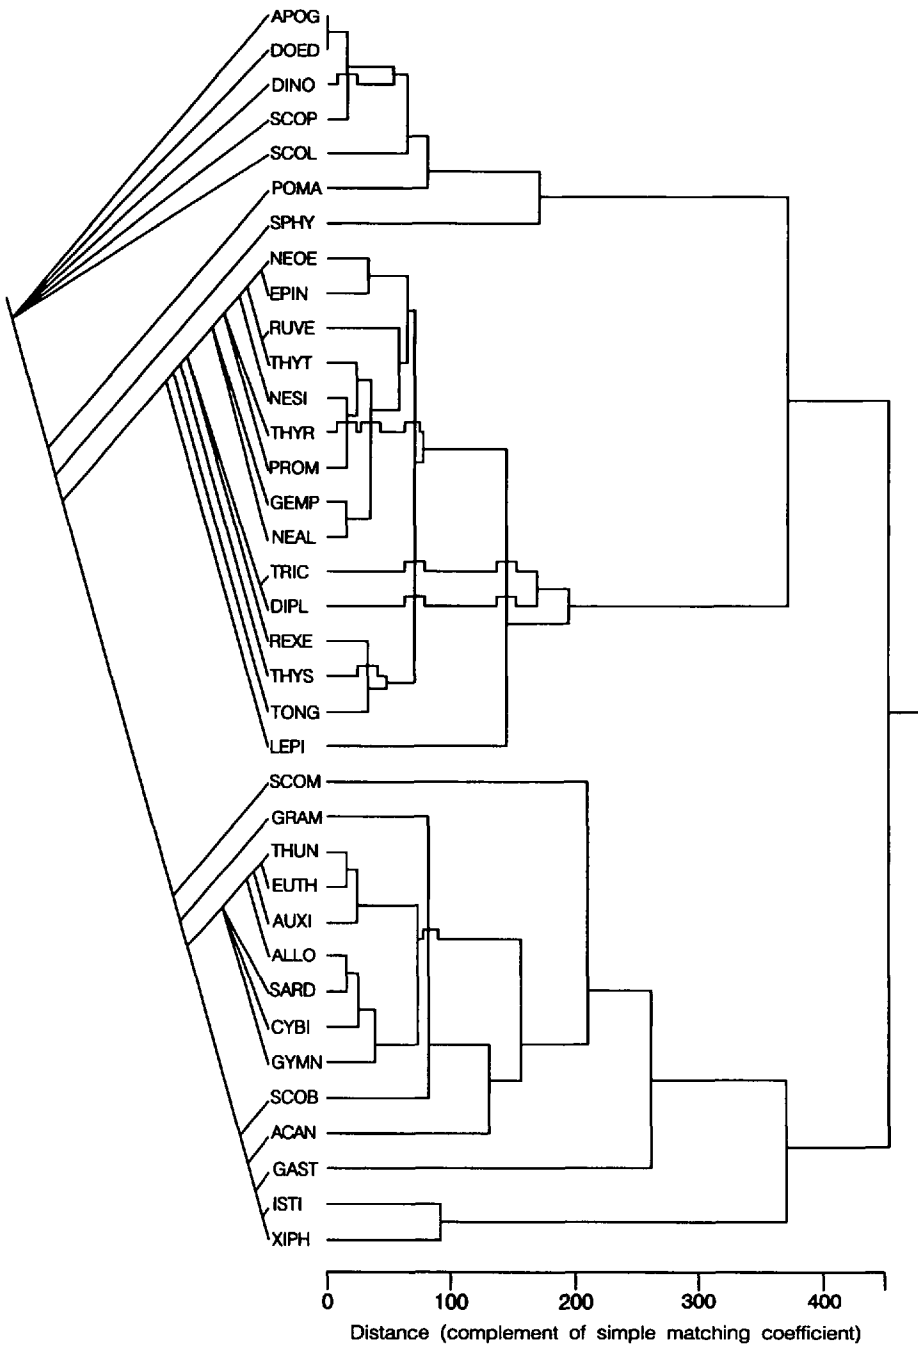 APOG
DOED
DINO
SCOP
SCOL
POMA
SPHY
NEOE
EPIN
RUVE
THYT
NESI
THYR
PROM
GEMP
NEAL
TRIC
DIPL
REXE
THYS
TONG
LEPI
SCOM
GRAM
THUN
EUTH
AUXI
ALLO
SARD
CYBI
GYMN
SCOB
ACAN
GAST
ISTI
XIPH
0 100 200 300 400
Distance (complement of simple matching coefficient)